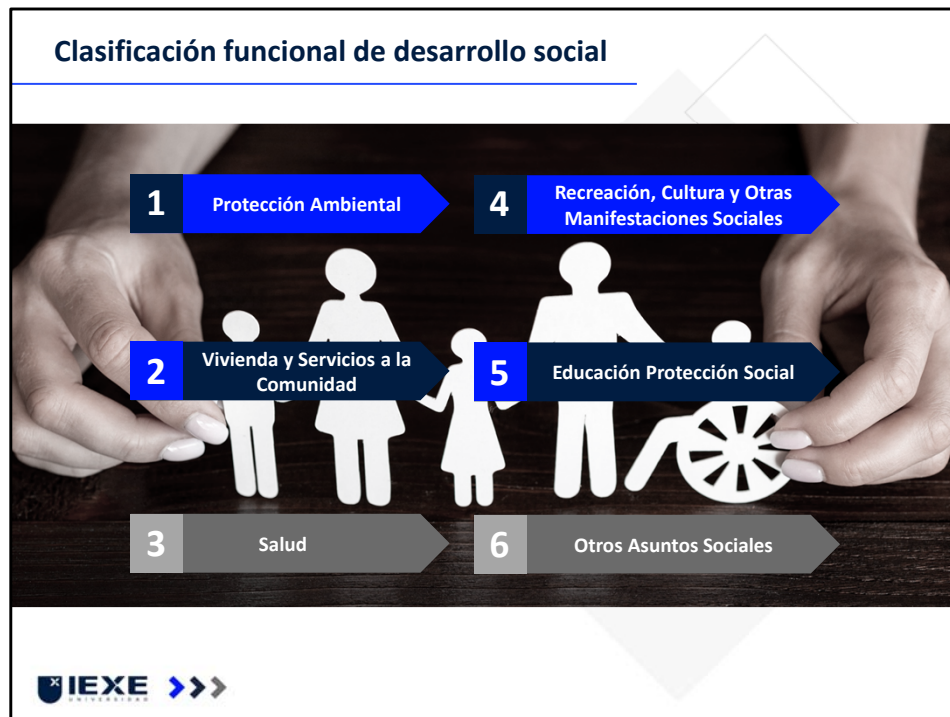 Clasificación funcional de desarrollo social
1
Protección Ambiental
2
Vivienda y Servicios a la
Comunidad
3
Salud
4
Recreación, Cultura y Otras
Manifestaciones Sociales
5
Educación Protección Social
6
Otros Asuntos Sociales
IEXE
UNIVERSIDAD